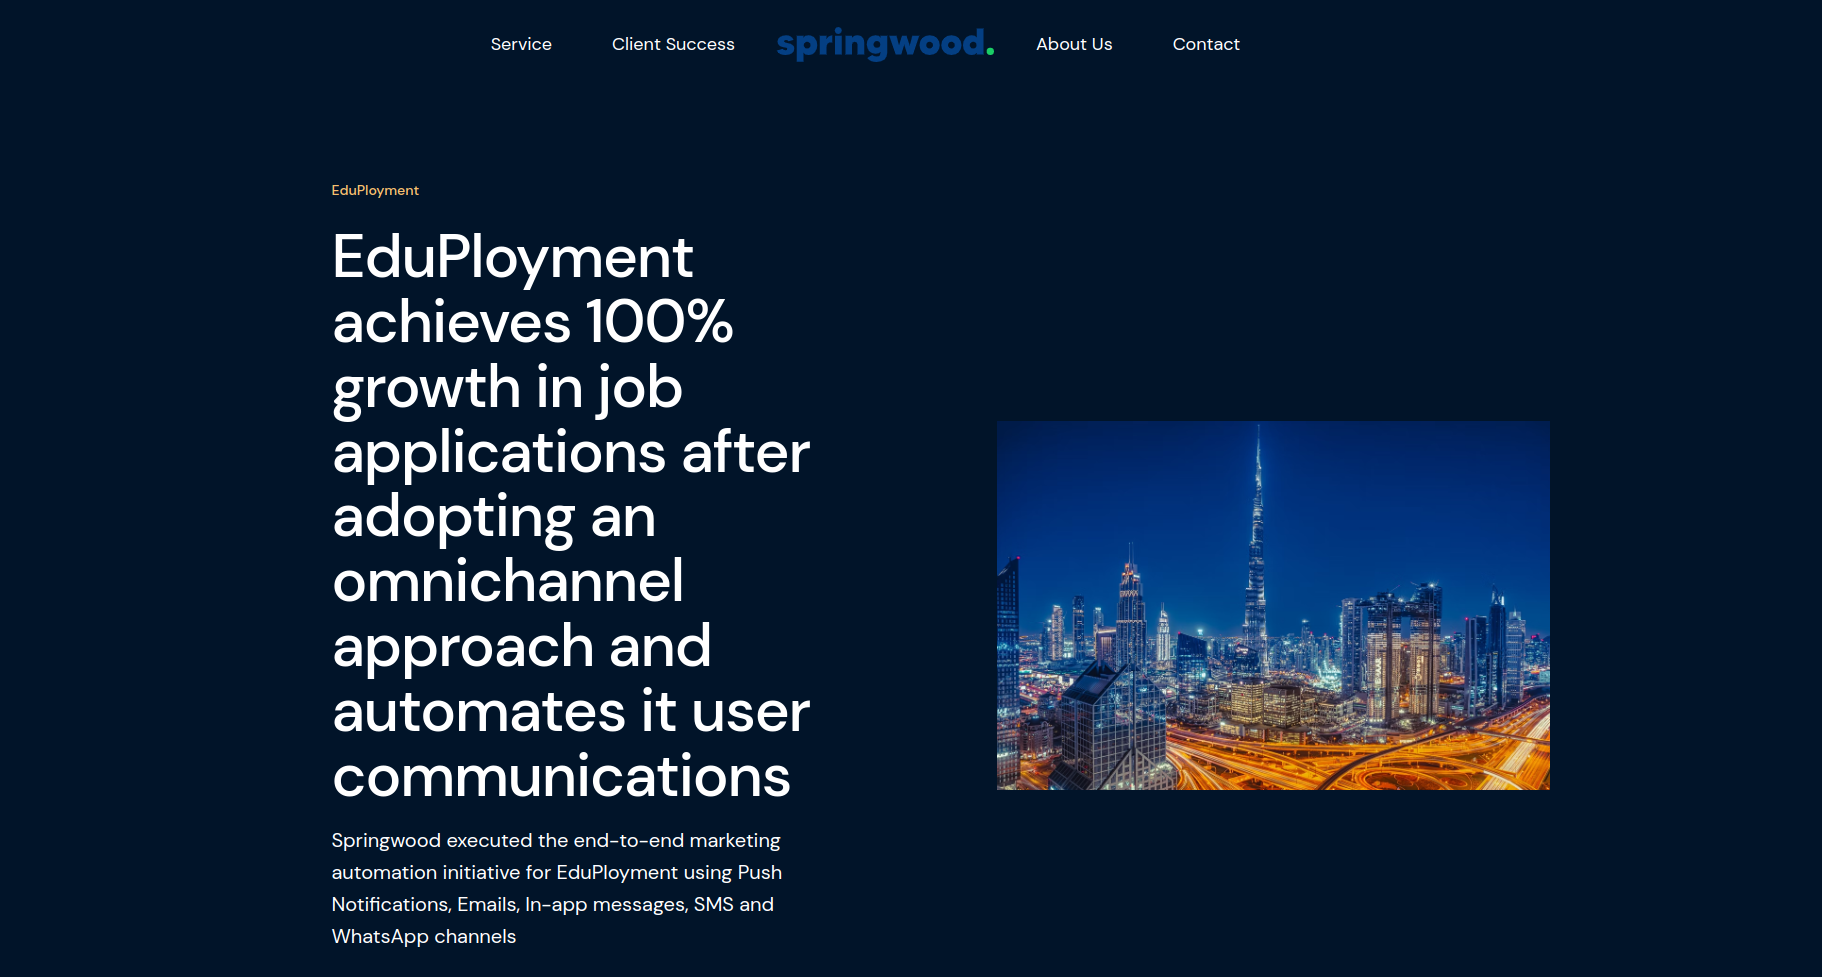 Service Client Success springwood. About Us Contact
EduPloyment
EduPloyment
achieves 100%
growth in job
applications after
adopting an
omnichannel
approach and
automates it user
communications
Springwood executed the end-to-end marketing
automation initiative for EduPloyment using Push
Notifications, Emails, In-app messages, SMS and
WhatsApp channels